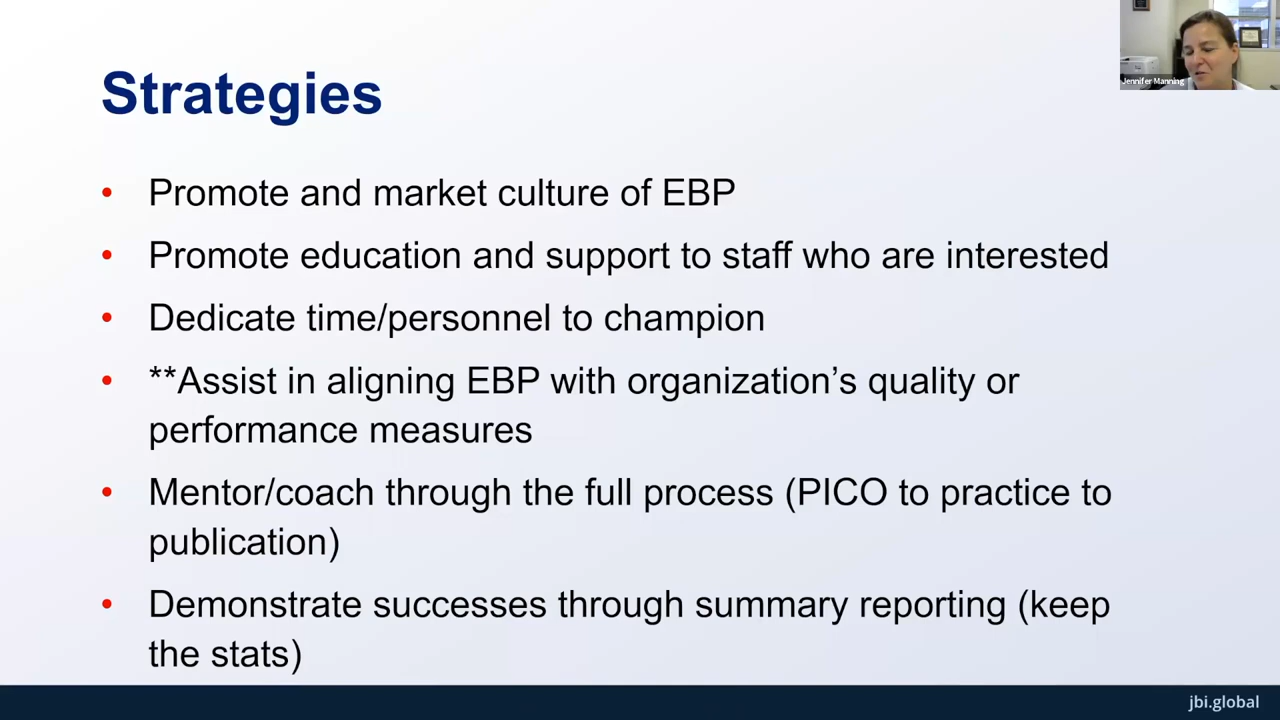 Jennifer Manning
Strategies
• Promote and market culture of EBP
• Promote education and support to staff who are interested
• Dedicate time/personnel to champion
• **Assist in aligning EBP with organization’s quality or
performance measures
• Mentor/coach through the full process (PICO to practice to
publication)
• Demonstrate successes through summary reporting (keep
the stats)
jbi.global